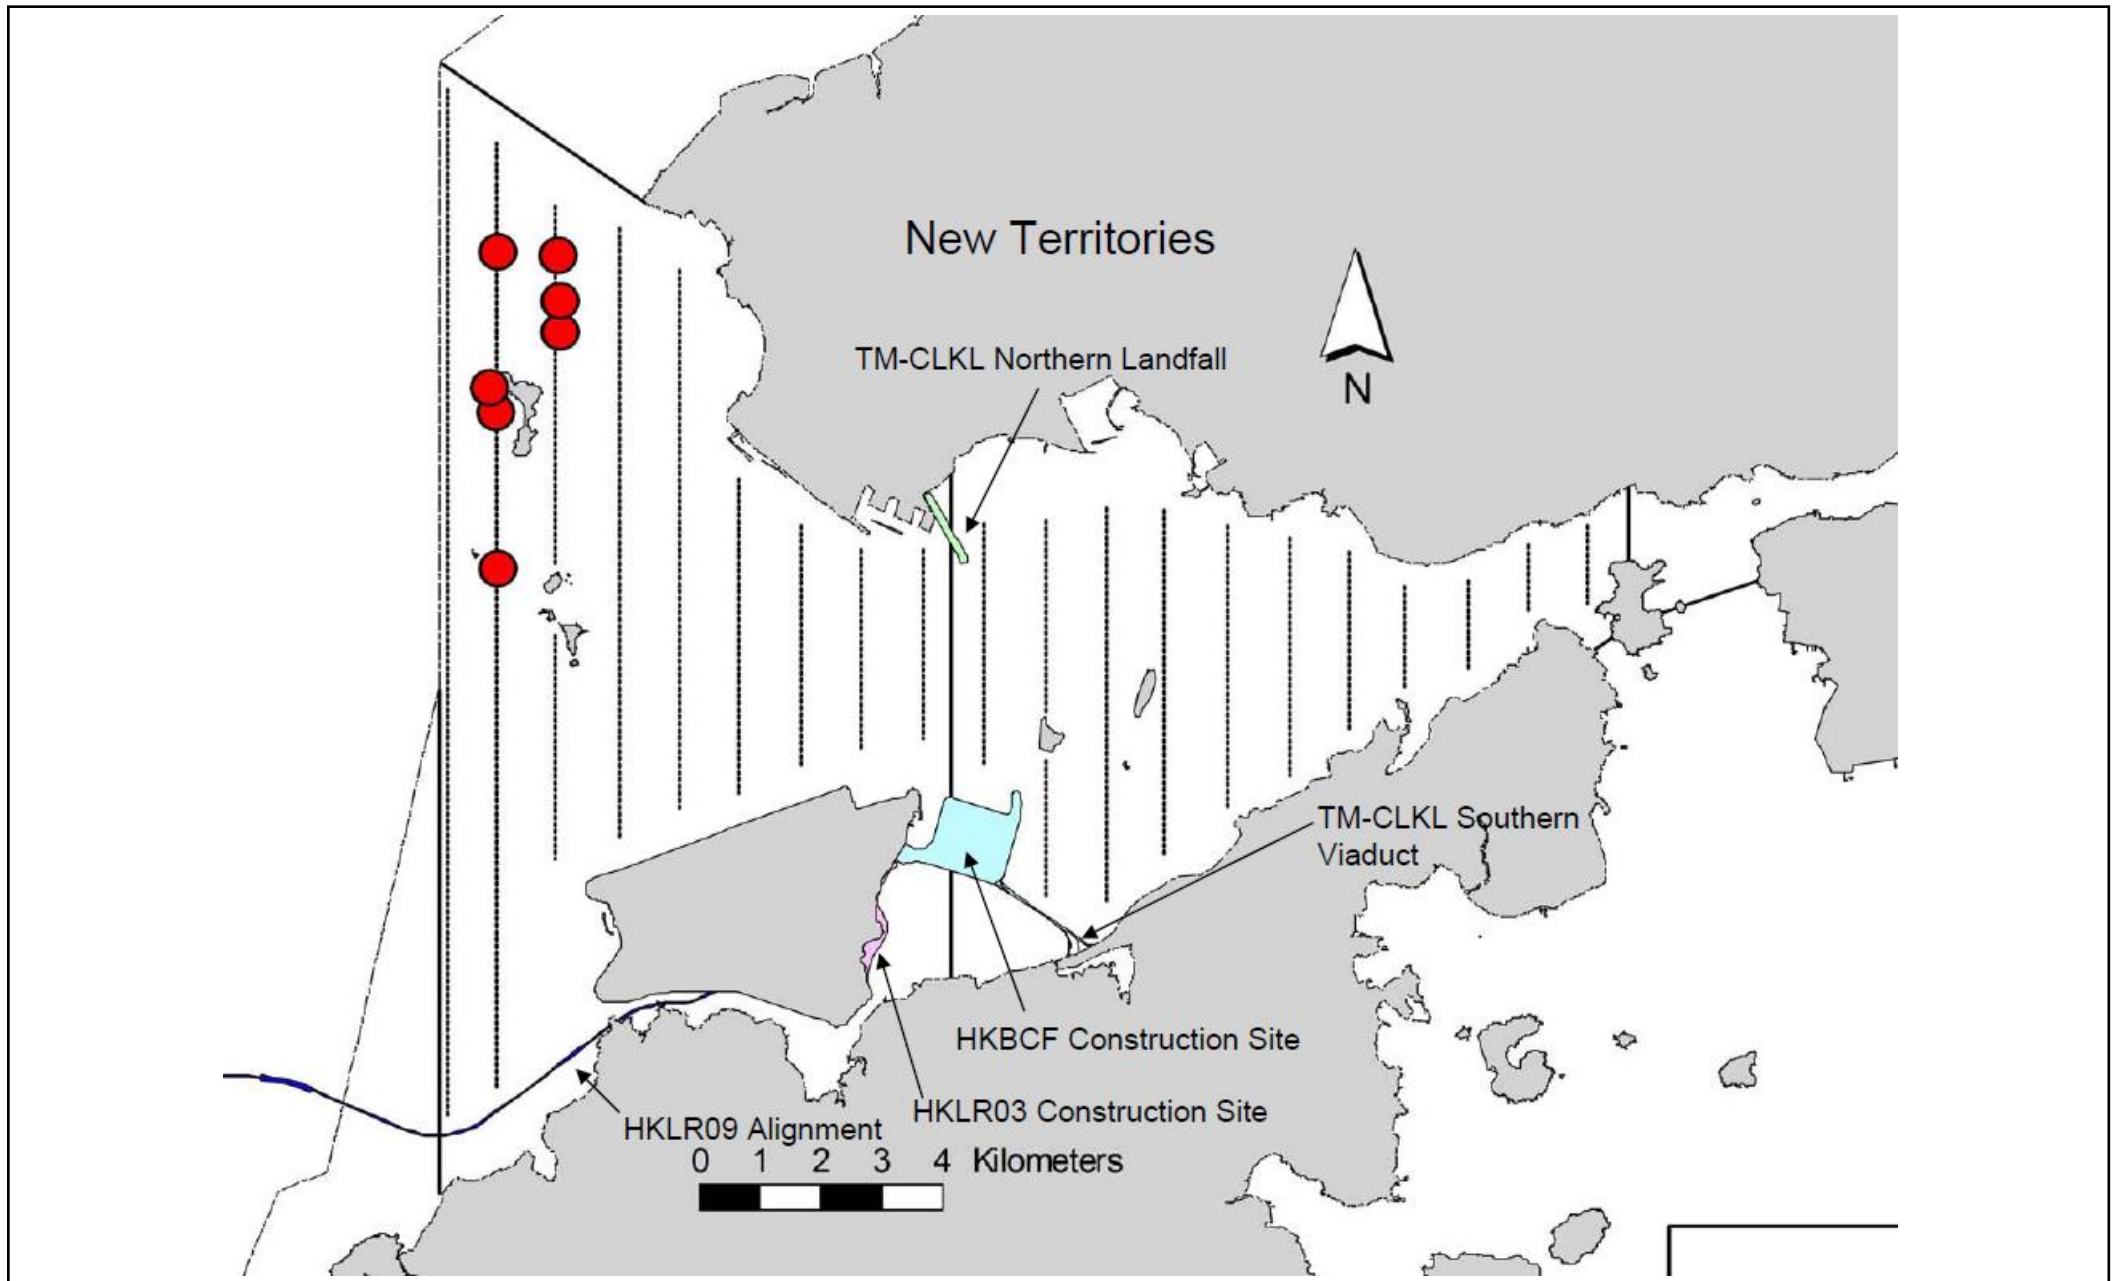 New Territories
TM-CLKL Northern Landfall
N
TM-CLKL Southern
Viaduct
HKBCF Construction Site
HKLR03 Construction Site
HKLR09 Alignment
0 1 2 3 4 Kilometers